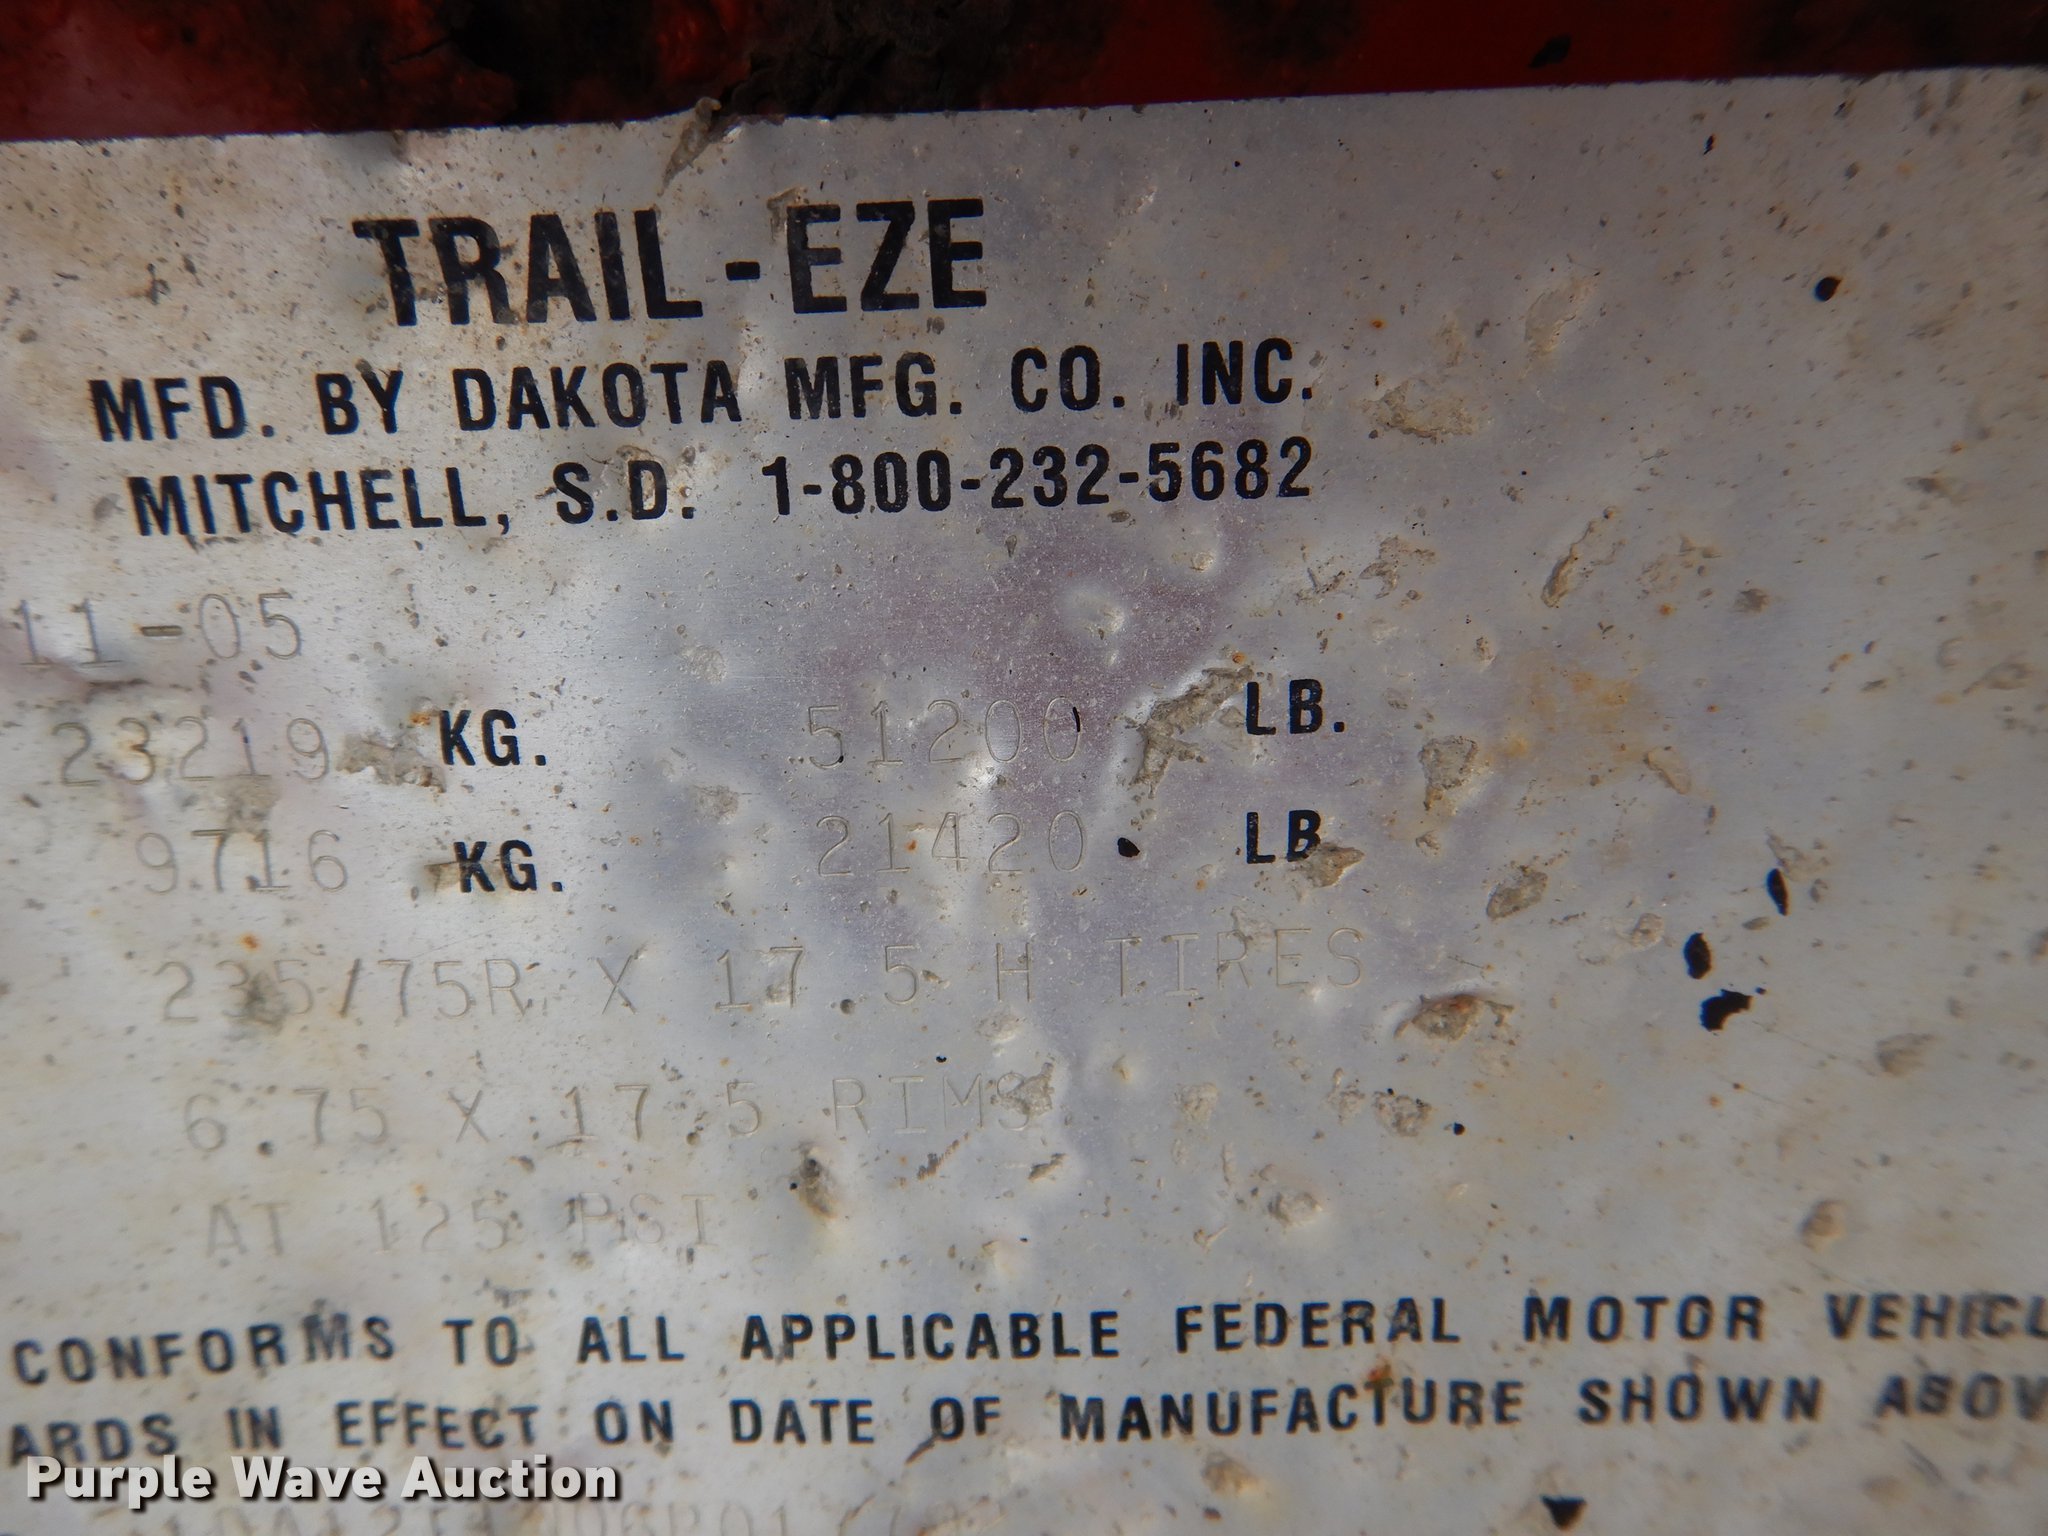 TRAIL-EZE
MFD. BY DAKOTA MFG. CO. INC.
MITCHELL, S.D. 1-800-232-5682
11-05
23219 KG. 51200 LB.
9716 KG. 21420 LB
235/75R X 17.5 H TIRES
6.75 X 17.5 RIMS
AT 125 PSI
CONFORMS TO ALL APPLICABLE FEDERAL MOTOR VEHICL
ARDS IN EFFECT ON DATE OF MANUFACTURE SHOWN ABOV
Purple Wave Auction